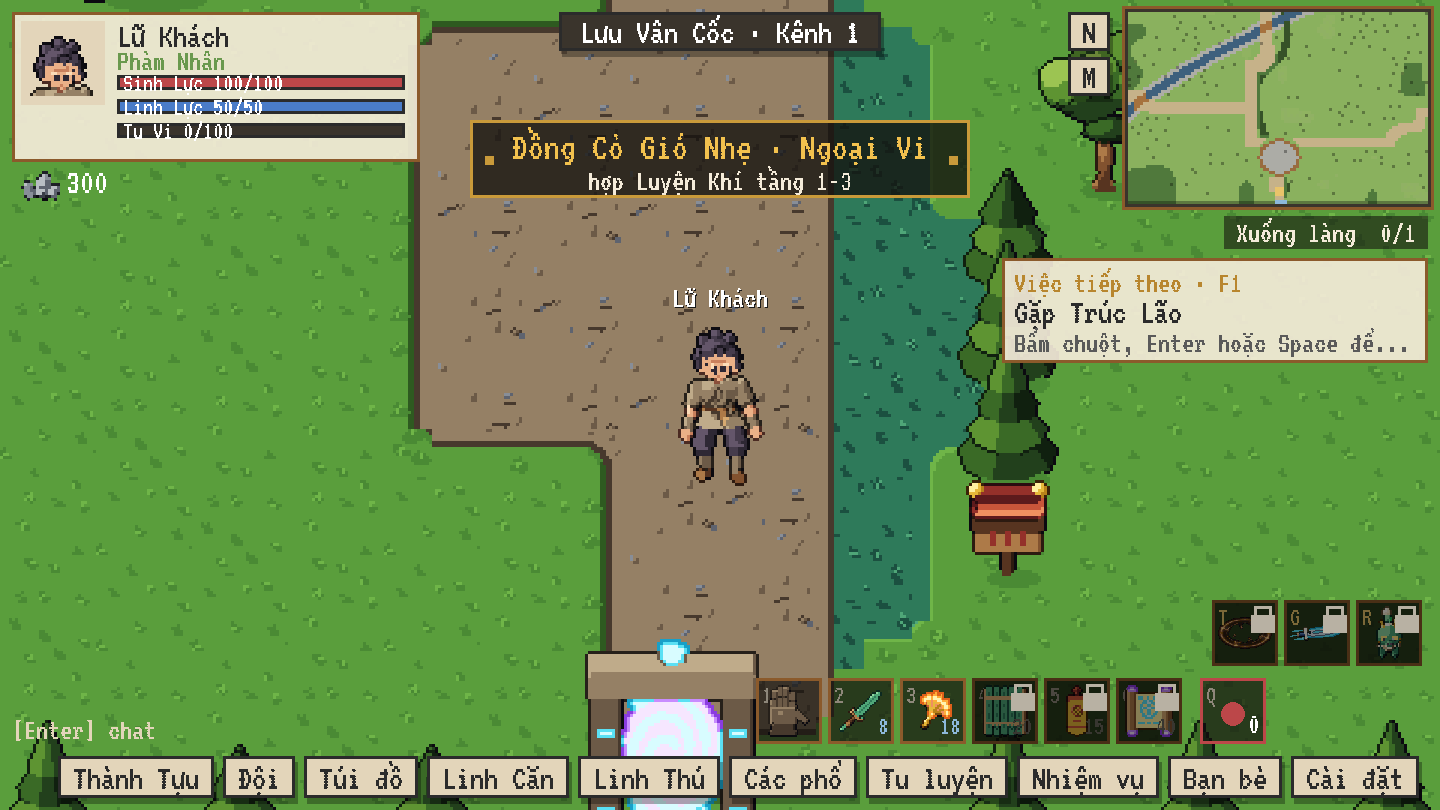 Lữ Khách
Phàm Nhân
Sinh Lực 100/100
Linh Lực 50/50
Tu Vi 0/100
300
Lưu Vân Cốc · Kênh 1
Đồng Cỏ Gió Nhẹ · Ngoại Vi
hợp Luyện Khí tầng 1-3
N
M
Xuống làng 0/1
Việc tiếp theo · F1
Gặp Trúc Lão
Bấm chuột, Enter hoặc Space để...
Lữ Khách
T
G
R
1
2
8
3
18
5
15
Q
0
[Enter] chat
Thành Tựu
Đội
Túi đồ
Linh Căn
Linh Thú
Các phổ
Tu luyện
Nhiệm vụ
Bạn bè
Cài đặt